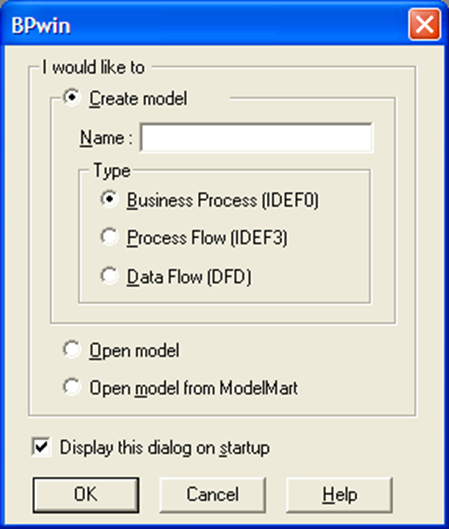 BPwin
I would like to
Create model
Name :
Type
Business Process (IDEF0)
Process Flow (IDEF3)
Data Flow (DFD)
Open model
Open model from ModelMart
Display this dialog on startup
OK Cancel Help